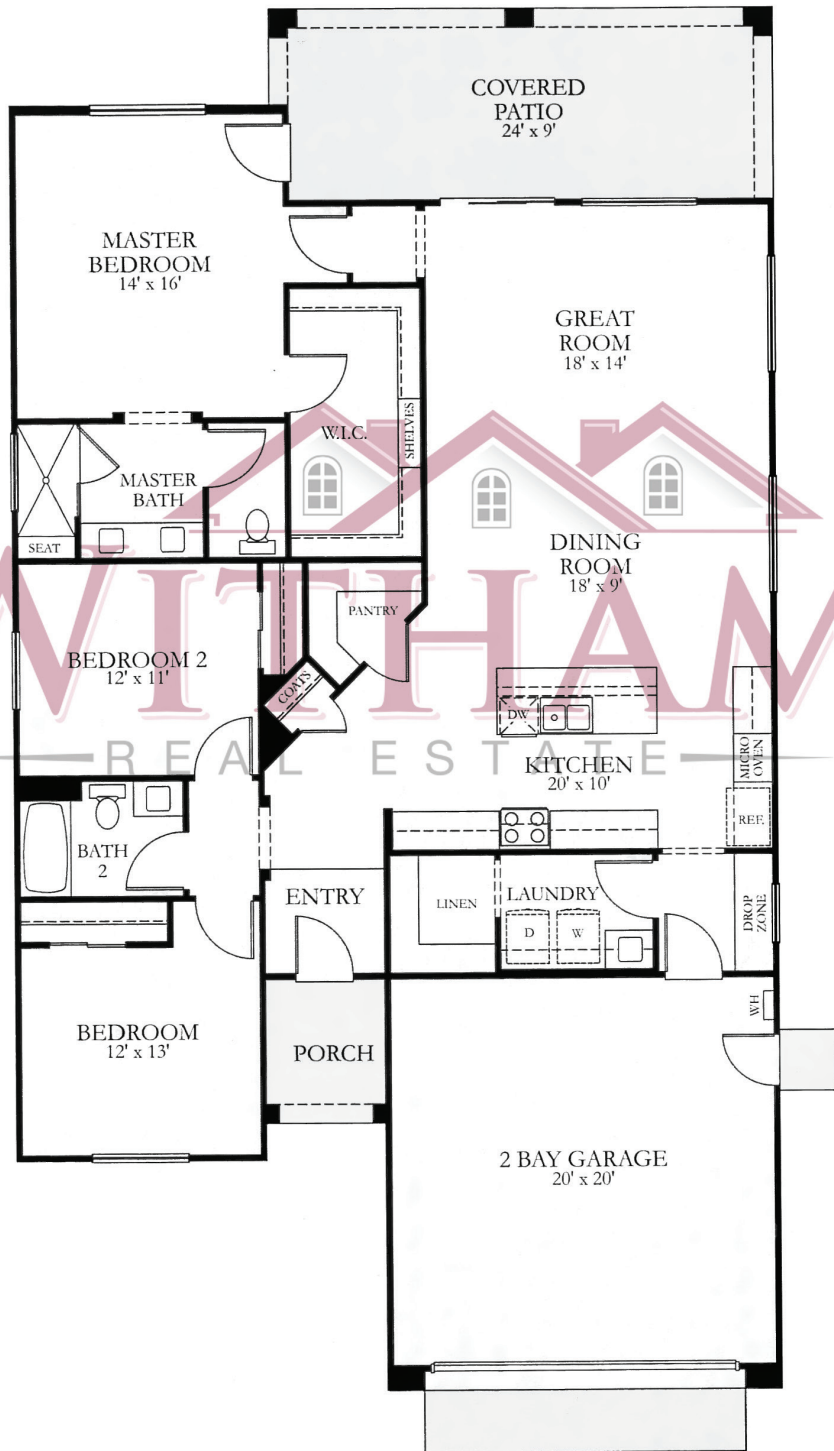 COVERED
PATIO
24' x 9'
MASTER
BEDROOM
14' x 16'
GREAT
ROOM
18' x 14'
W.I.C.
SHELVES
MASTER
BATH
SEAT
DINING
ROOM
18' x 9'
PANTRY
WITHAM
BEDROOM 2
12' x 11'
COATS
DW
REAL ESTATE
KITCHEN
20' x 10'
MICRO
OVEN
REF.
BATH
2
ENTRY
LINEN
LAUNDRY
D
W
DROP
ZONE
WH
BEDROOM
12' x 13'
PORCH
2 BAY GARAGE
20' x 20'